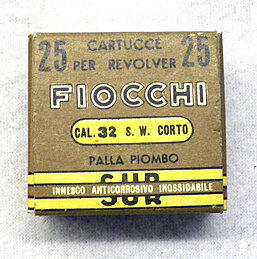 25 CARTUCCE 25
PER REVOLVER
FIOCCHI
CAL. 32 S. W. CORTO
PALLA PIOMBO
INNESCO ANTICORROSIVO INOSSIDABILE